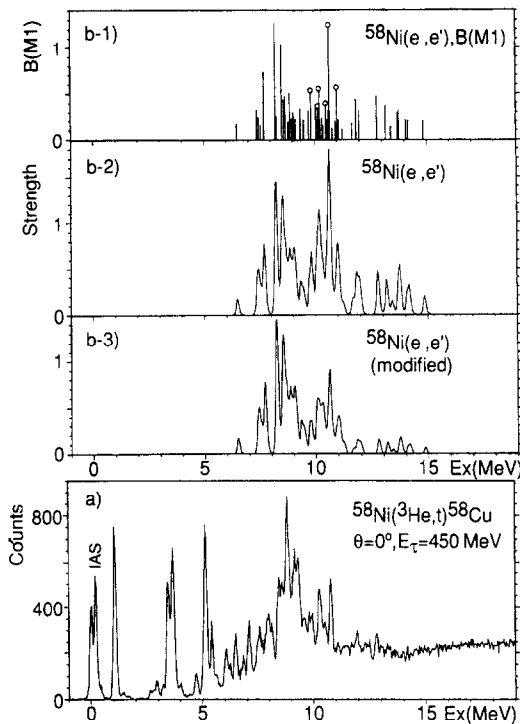 b-1)
⁵⁸Ni(e,e'),B(M1)
B(M1)
1
0
b-2)
⁵⁸Ni(e,e')
Strength
1
0
b-3)
⁵⁸Ni(e,e')
(modified)
1
0
0 5 10 15 Ex(MeV)
a)
⁵⁸Ni(³He,t)⁵⁸Cu
θ=0°,Eτ=450 MeV
IAS
Counts
800
400
0
0 5 10 15 Ex(MeV)